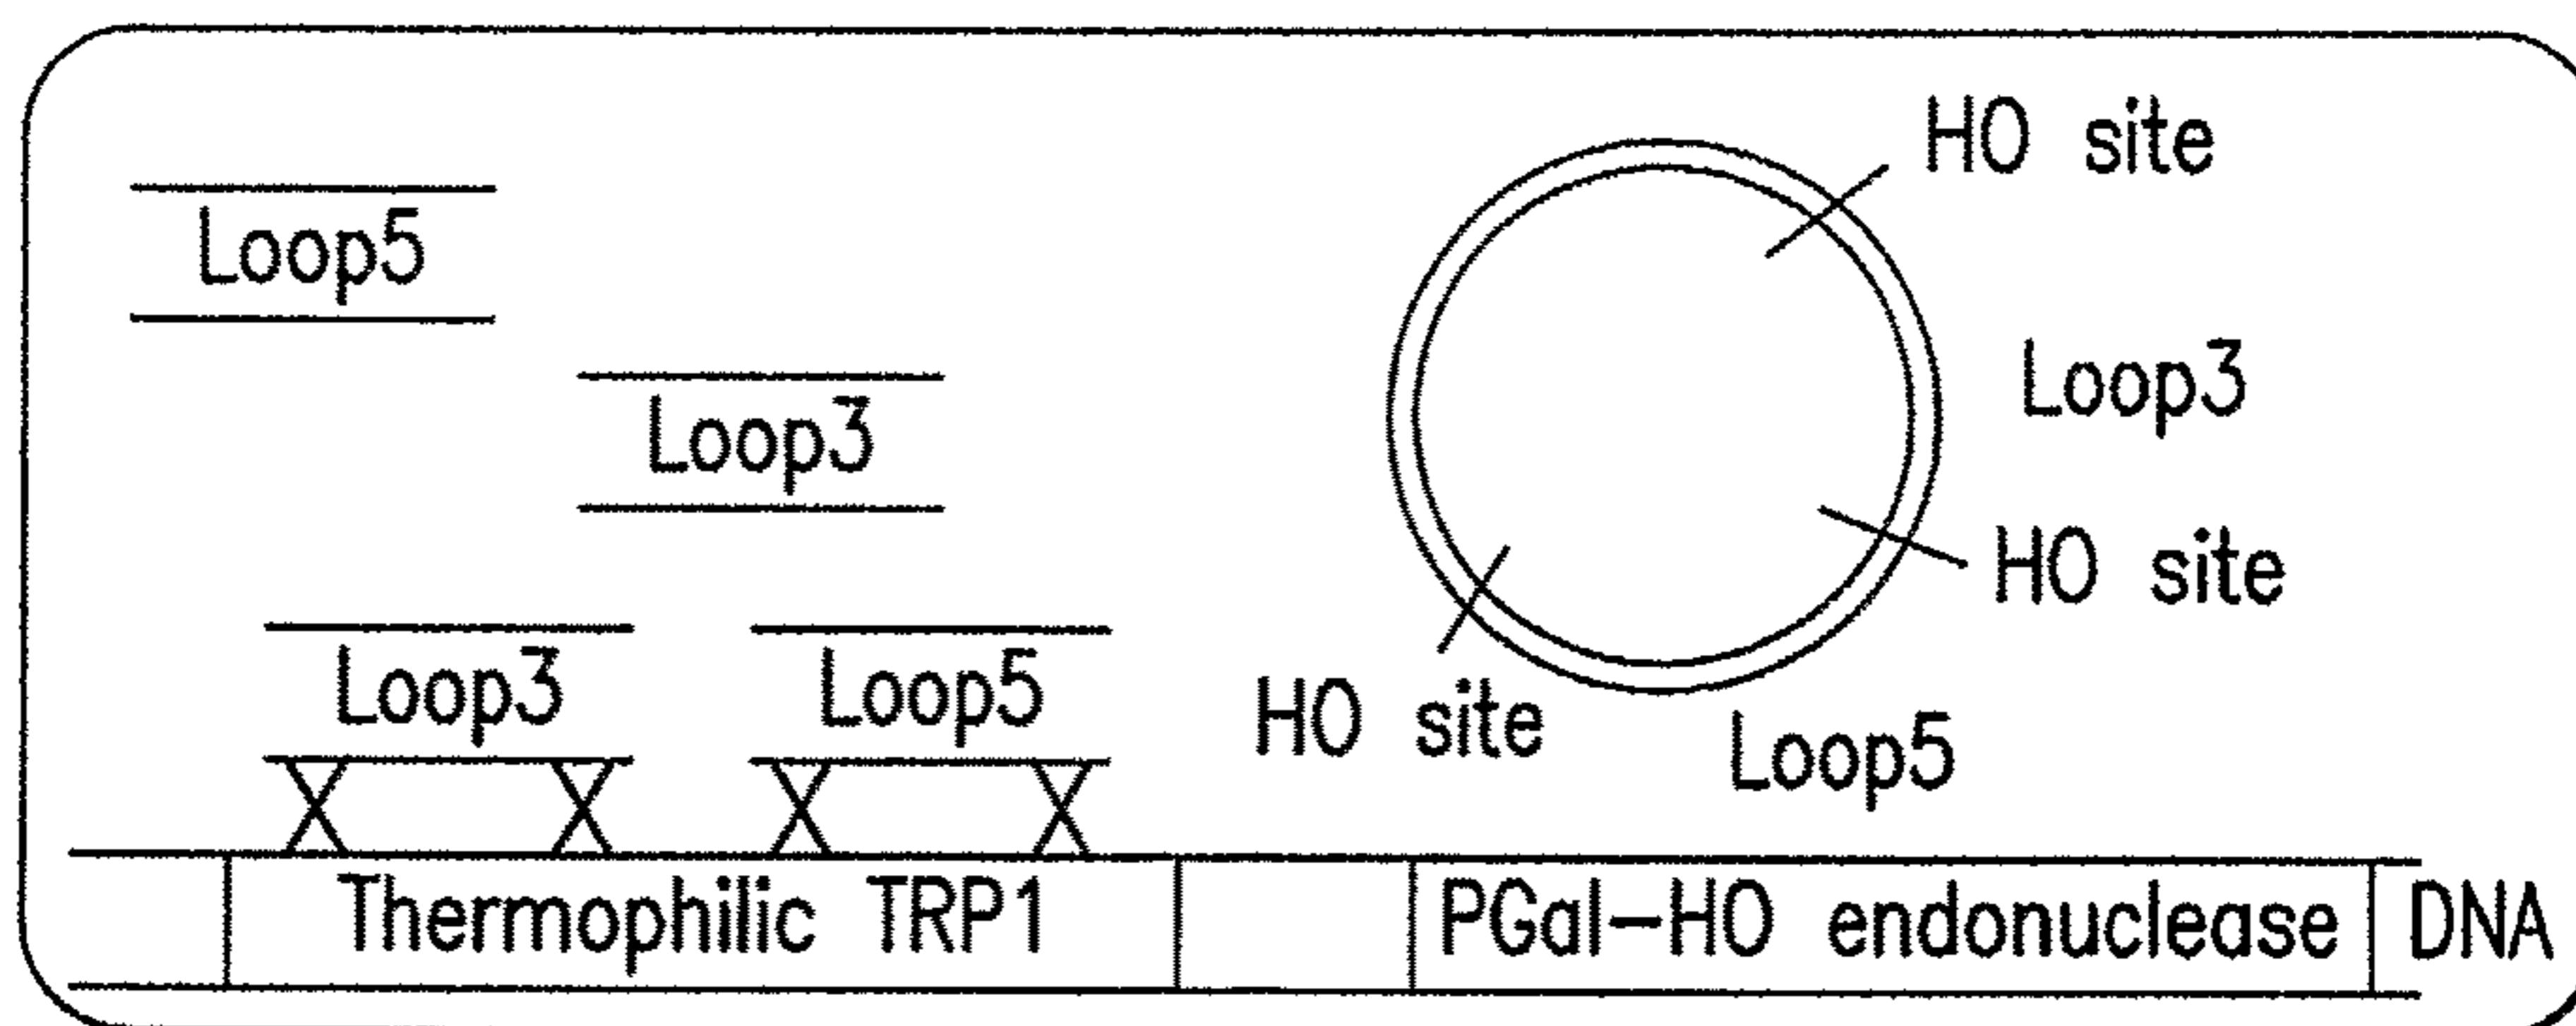 HO site
Loop5
Loop3
Loop3
HO site
Loop3
Loop5
HO site
Loop5
Thermophilic TRP1
PGal-HO endonuclease
DNA